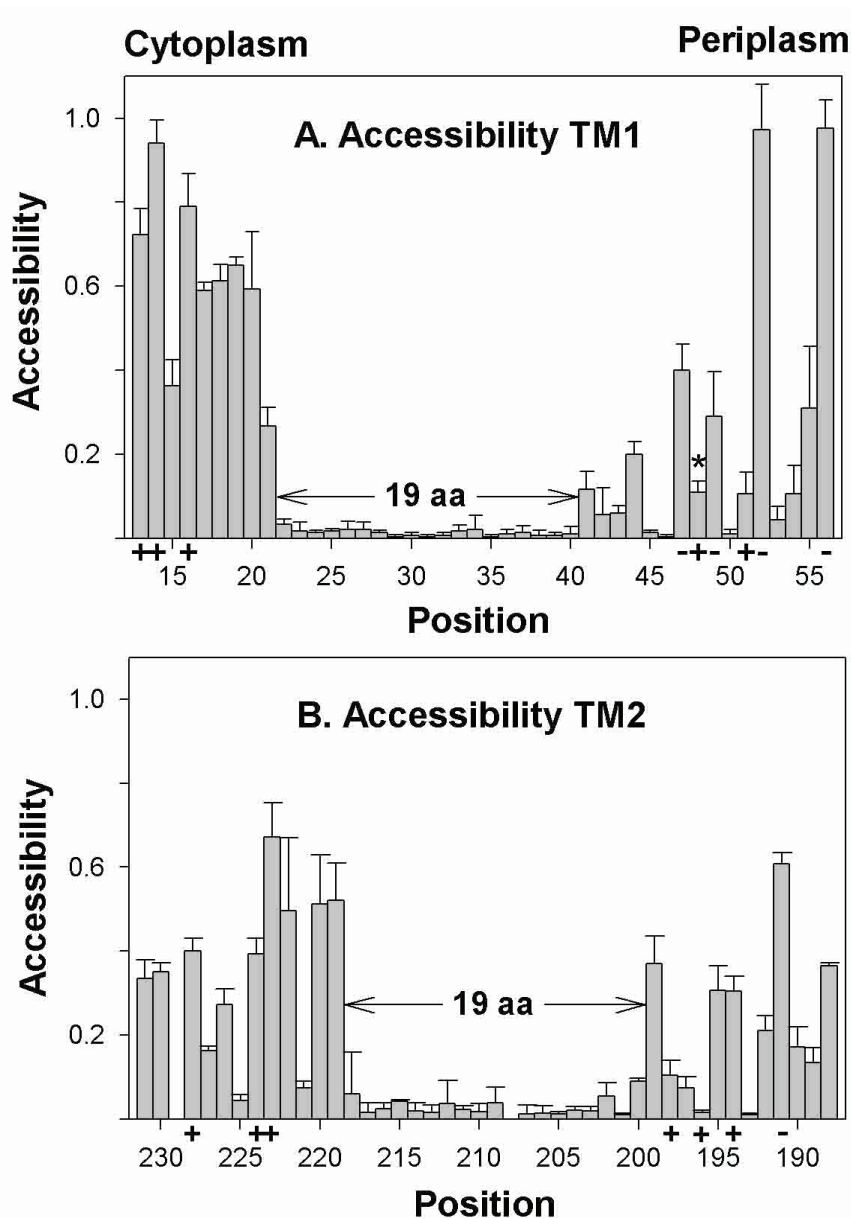 Cytoplasm Periplasm
A. Accessibility TM1
1.0
0.6
0.2
Accessibility
19 aa
*
++ + -+- +- -
15 20 25 30 35 40 45 50 55
Position
B. Accessibility TM2
1.0
0.6
0.2
Accessibility
19 aa
+ ++ + + + -
230 225 220 215 210 205 200 195 190
Position